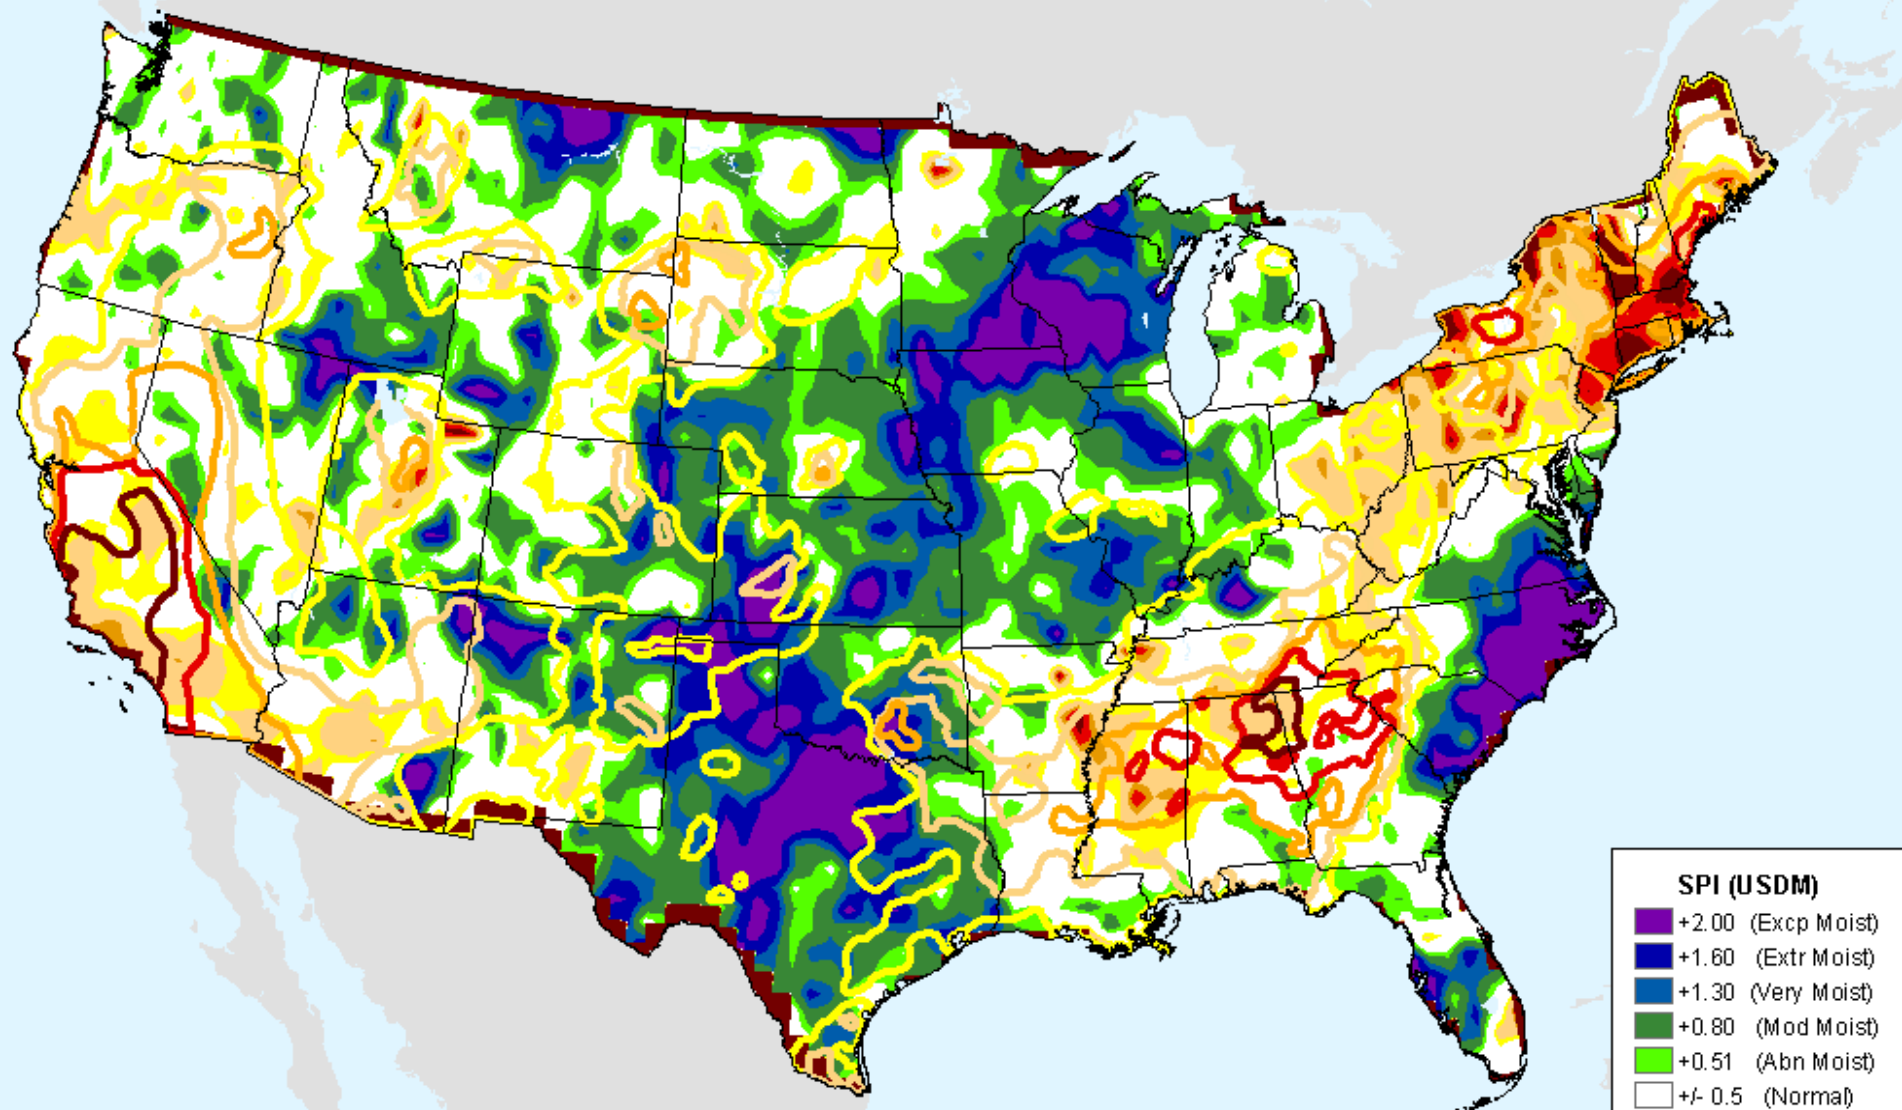 SPI (USDM)
+2.00 (Excp Moist)
+1.60 (Extr Moist)
+1.30 (Very Moist)
+0.80 (Mod Moist)
+0.51 (Abn Moist)
+/- 0.5 (Normal)